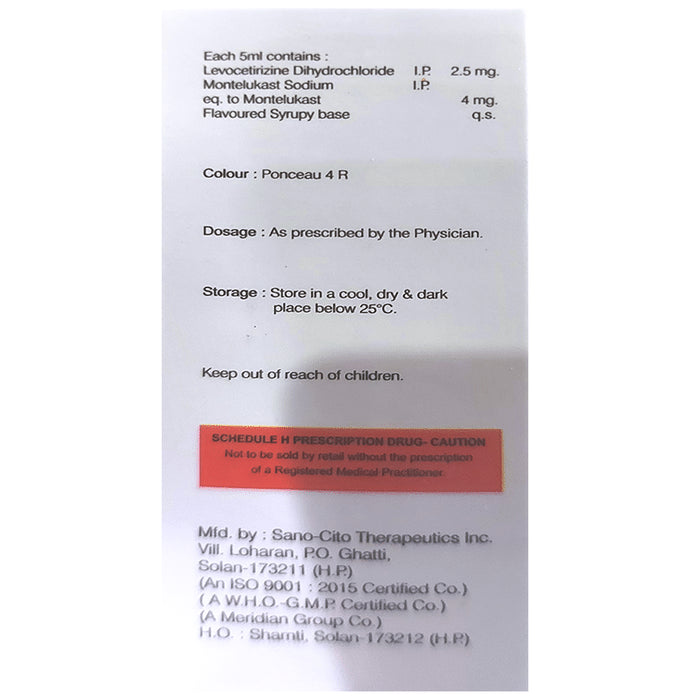 Each 5ml contains :
Levocetirizine Dihydrochloride I.P. 2.5 mg.
Montelukast Sodium I.P.
eq. to Montelukast 4 mg.
Flavoured Syrupy base q.s.
Colour : Ponceau 4 R
Dosage : As prescribed by the Physician.
Storage : Store in a cool, dry & dark
place below 25°C.
Keep out of reach of children.
SCHEDULE H PRESCRIPTION DRUG- CAUTION
Not to be sold by retail without the prescription
of a Registered Medical Practitioner.
Mfd. by : Sano-Cito Therapeutics Inc.
Vill. Loharan, P.O. Ghatti,
Solan-173211 (H.P.)
(An ISO 9001 : 2015 Certified Co.)
( A W.H.O.-G.M.P. Certified Co.)
(A Meridian Group Co.)
H.O. : Shamti, Solan-173212 (H.P.)